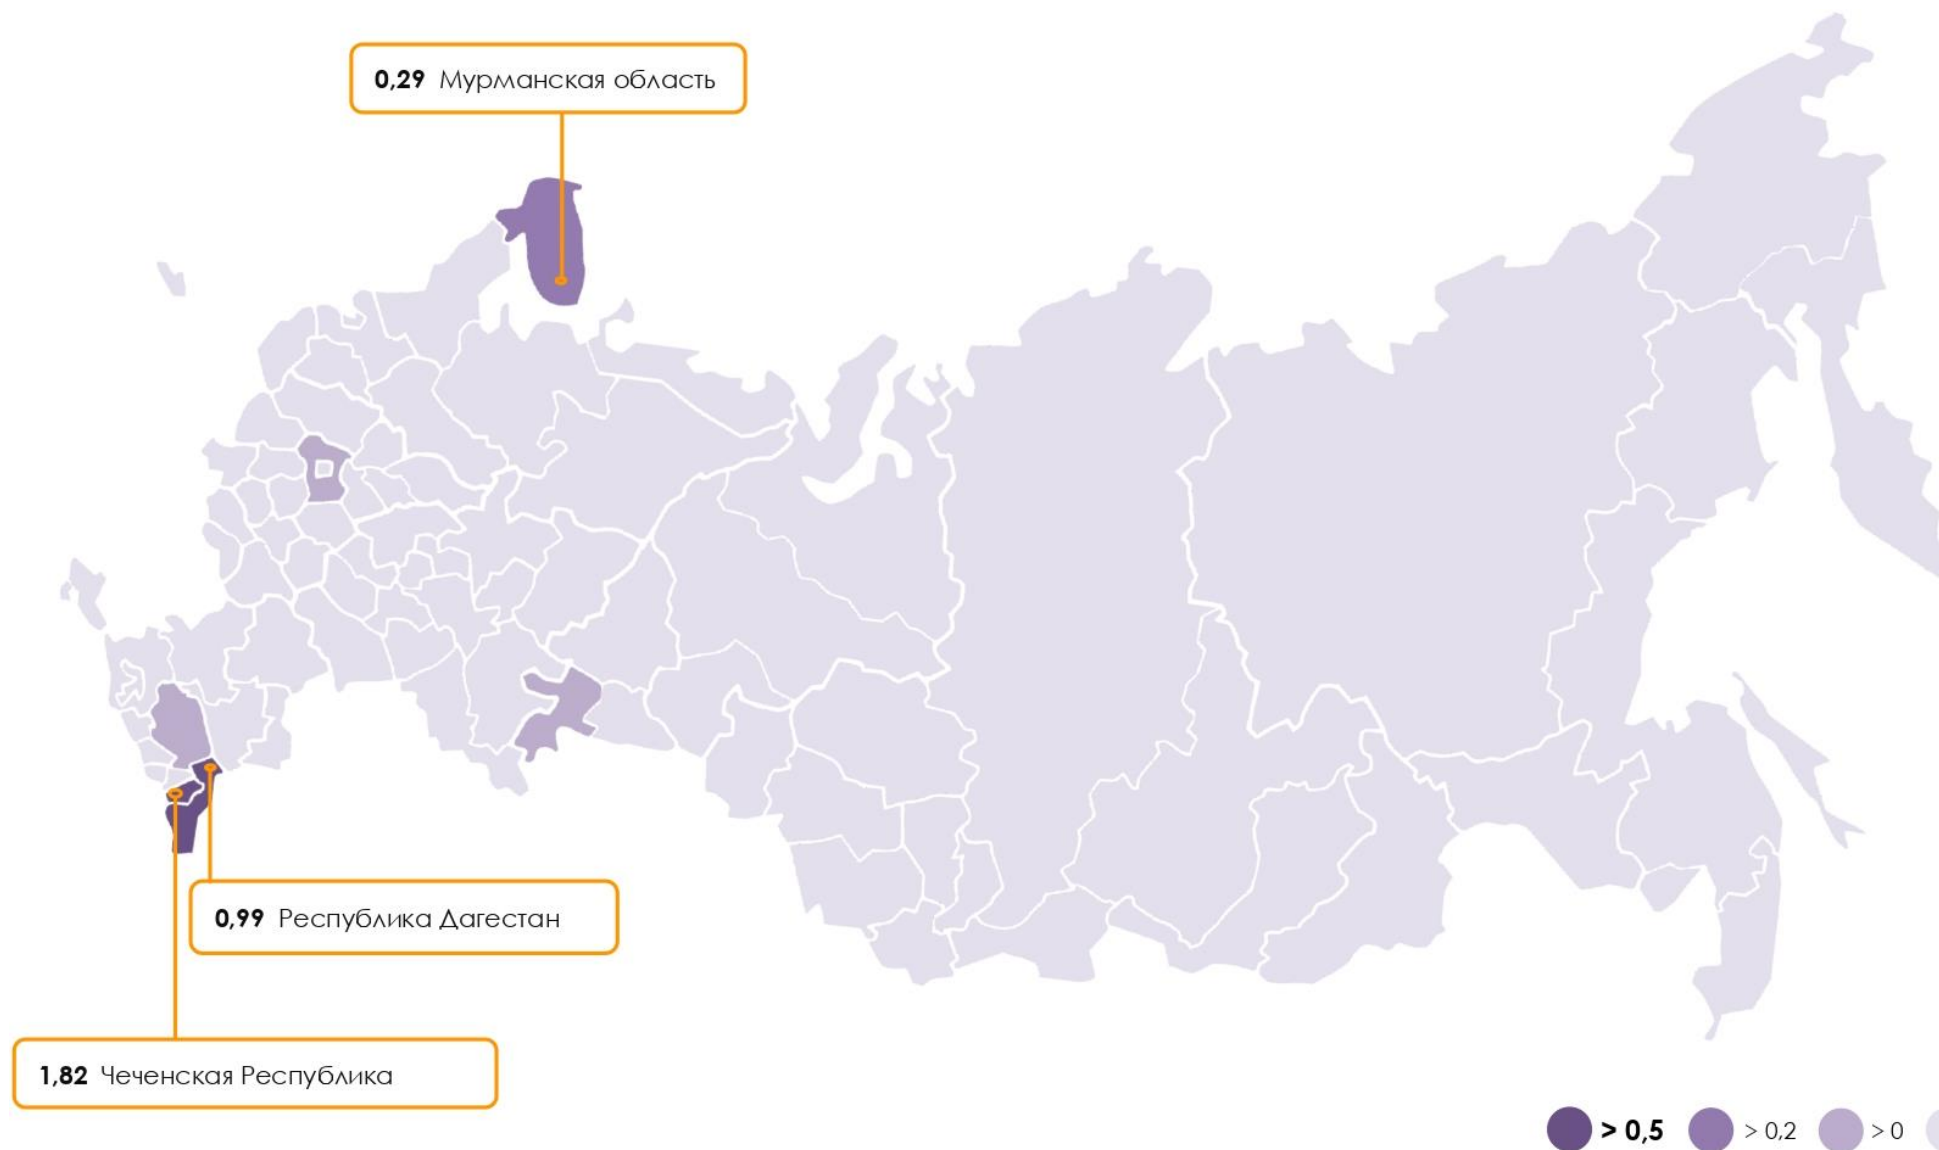 0,29 Мурманская область
0,99 Республика Дагестан
1,82 Чеченская Республика
> 0,5 > 0,2 > 0